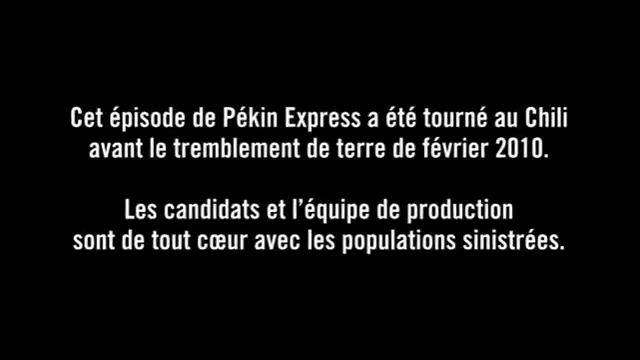 Cet épisode de Pékin Express a été tourné au Chili
avant le tremblement de terre de février 2010.
Les candidats et l'équipe de production
sont de tout cœur avec les populations sinistrées.